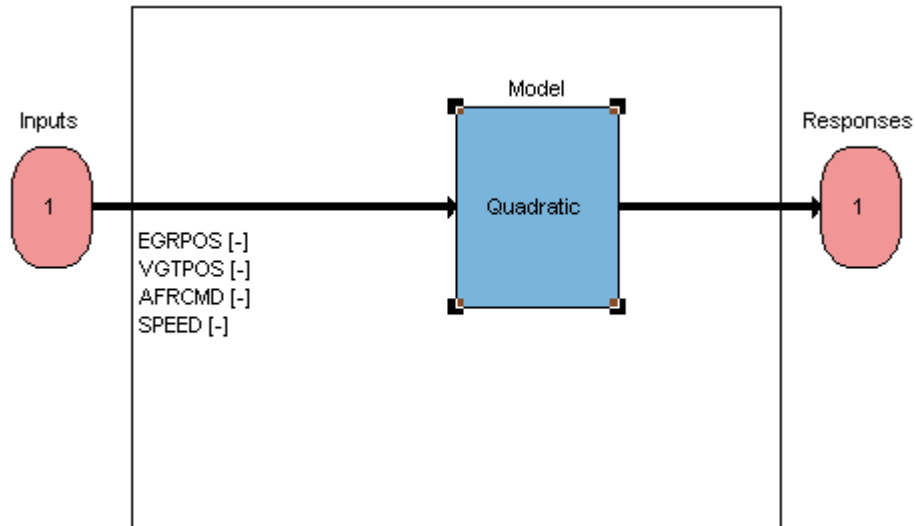 Model
Inputs
Responses
1
Quadratic
1
EGRPOS [-]
VGTPOS [-]
AFRCMD [-]
SPEED [-]